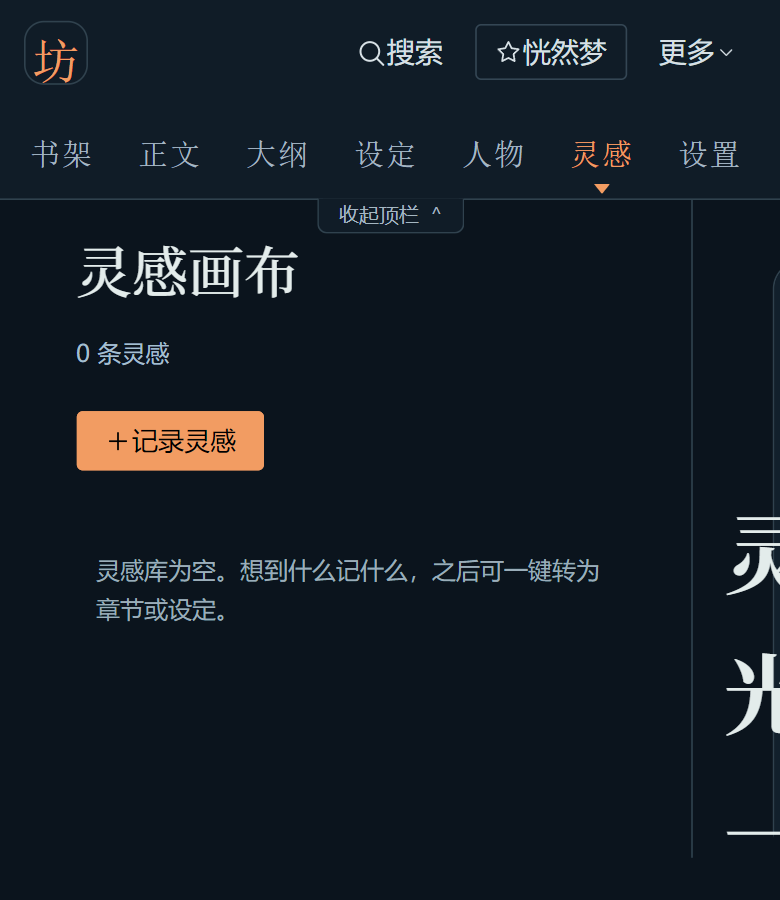 坊
搜索
恍然梦
更多
书架 正文 大纲 设定 人物 灵感 设置
收起顶栏 ^
灵感画布
0 条灵感
＋记录灵感
灵感库为空。想到什么记什么，之后可一键转为
章节或设定。
灵
光
一